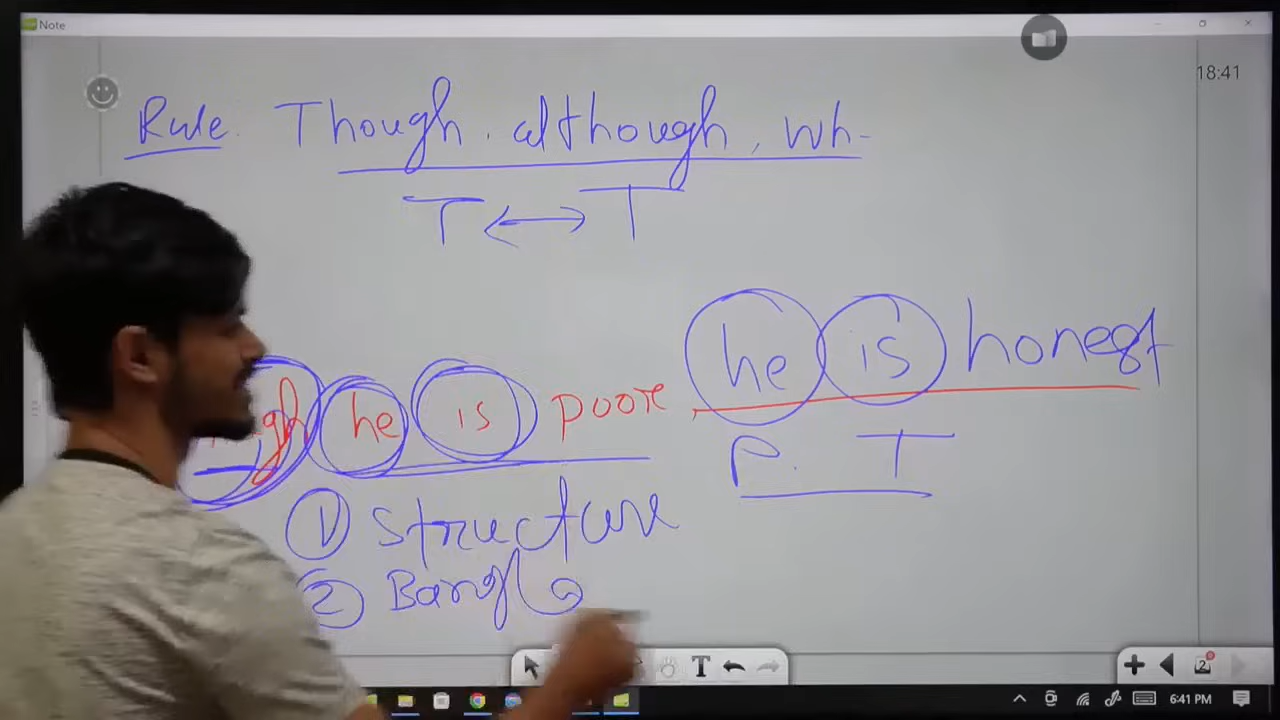 Note
18:41
Rule. Though, although, wh-
T ↔ T
he is poor, he is honest
P. T
① Structure
② Bangla
T
2
6:41 PM